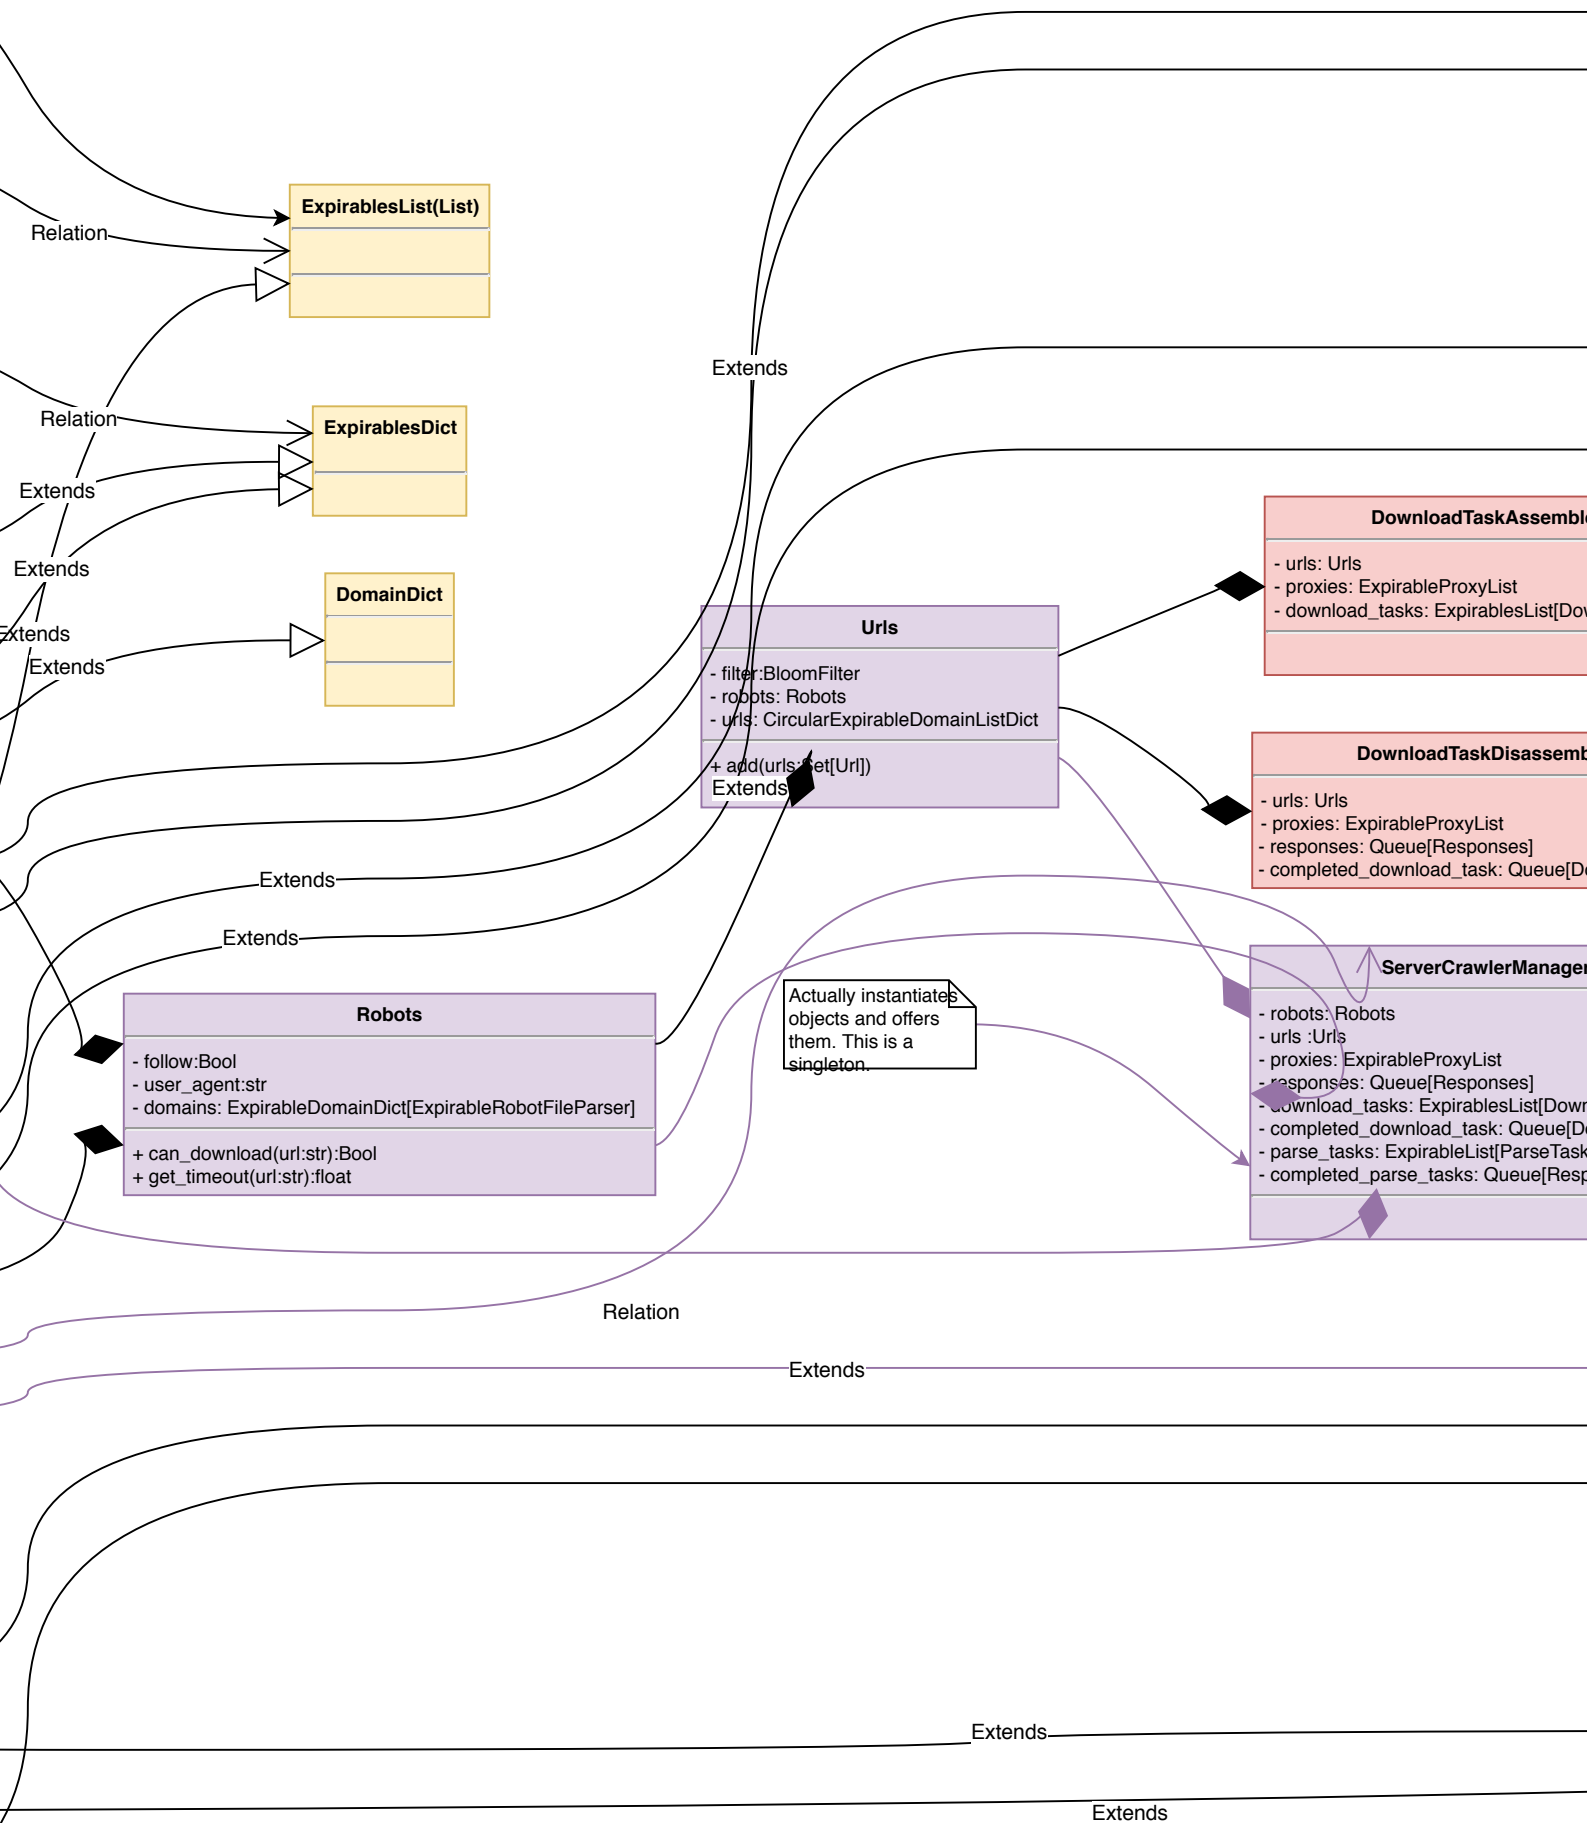 ExpirablesList(List)
Relation
Extends
Relation
ExpirablesDict
Extends
Extends
DomainDict
Extends
Extends
DownloadTaskAssemble
- urls: Urls
- proxies: ExpirableProxyList
- download_tasks: ExpirablesList[Dow
Urls
- filter:BloomFilter
- robots: Robots
- urls: CircularExpirableDomainListDict
+ add(urls:Set[Url])
Extends
DownloadTaskDisassemb
- urls: Urls
- proxies: ExpirableProxyList
- responses: Queue[Responses]
- completed_download_task: Queue[Do
Extends
Extends
Robots
- follow:Bool
- user_agent:str
- domains: ExpirableDomainDict[ExpirableRobotFileParser]
+ can_download(url:str):Bool
+ get_timeout(url:str):float
Actually instantiates
objects and offers
them. This is a
singleton.
ServerCrawlerManager
- robots: Robots
- urls :Urls
- proxies: ExpirableProxyList
- responses: Queue[Responses]
- download_tasks: ExpirablesList[Down
- completed_download_task: Queue[Do
- parse_tasks: ExpirableList[ParseTask
- completed_parse_tasks: Queue[Resp
Relation
Extends
Extends
Extends